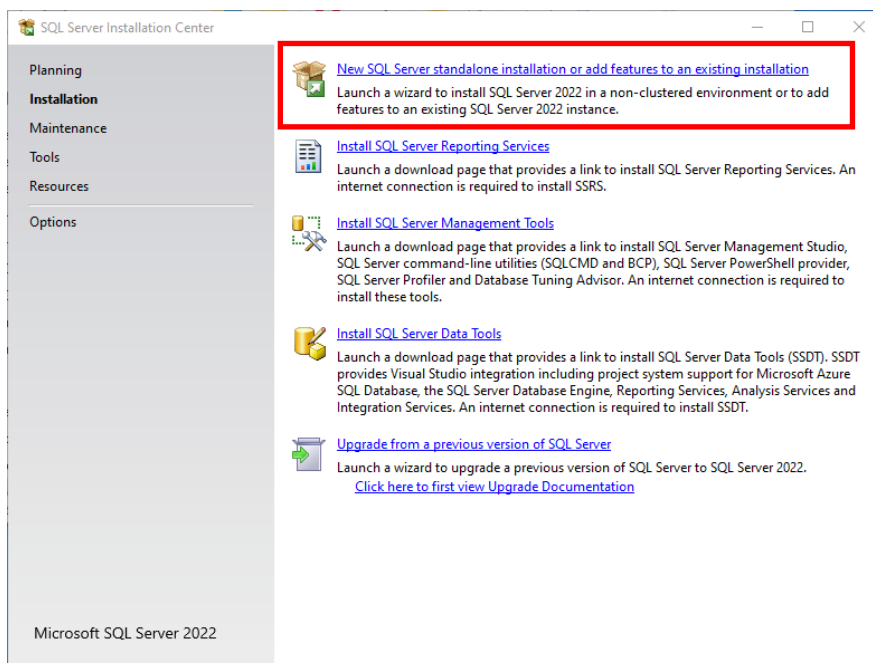 SQL Server Installation Center
Planning
Installation
Maintenance
Tools
Resources
Options
New SQL Server standalone installation or add features to an existing installation
Launch a wizard to install SQL Server 2022 in a non-clustered environment or to add
features to an existing SQL Server 2022 instance.
Install SQL Server Reporting Services
Launch a download page that provides a link to install SQL Server Reporting Services. An
internet connection is required to install SSRS.
Install SQL Server Management Tools
Launch a download page that provides a link to install SQL Server Management Studio,
SQL Server command-line utilities (SQLCMD and BCP), SQL Server PowerShell provider,
SQL Server Profiler and Database Tuning Advisor. An internet connection is required to
install these tools.
Install SQL Server Data Tools
Launch a download page that provides a link to install SQL Server Data Tools (SSDT). SSDT
provides Visual Studio integration including project system support for Microsoft Azure
SQL Database, the SQL Server Database Engine, Reporting Services, Analysis Services and
Integration Services. An internet connection is required to install SSDT.
Upgrade from a previous version of SQL Server
Launch a wizard to upgrade a previous version of SQL Server to SQL Server 2022.
Click here to first view Upgrade Documentation
Microsoft SQL Server 2022